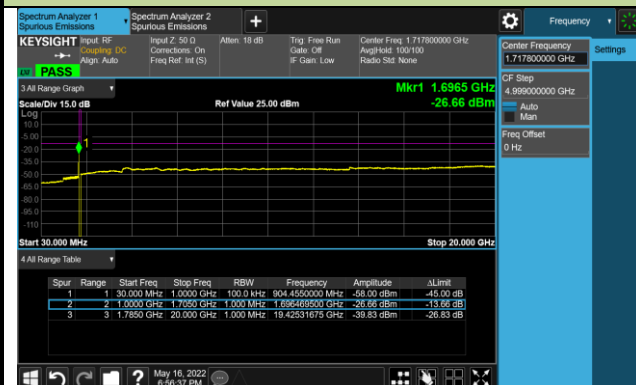 Spectrum Analyzer 1
Spurious Emissions
Spectrum Analyzer 2
Spurious Emissions
+
Frequency
KEYSIGHT
Input: RF
Coupling: DC
Align: Auto
Input Z: 50 Ω
Corrections: On
Freq Ref: Int (S)
Atten: 18 dB
Trig: Free Run
Gate: Off
IF Gain: Low
Center Freq: 1.717800000 GHz
Avg|Hold: 100/100
Radio Std: None
PASS
Center Frequency
1.717800000 GHz
Settings
CF Step
4.999000000 GHz
Auto
Man
Freq Offset
0 Hz
3 All Range Graph
Mkr1 1.6965 GHz
Scale/Div 15.0 dB
Ref Value 25.00 dBm
-26.66 dBm
Log
10.0
-5.00
-20.0
-35.0
-50.0
-65.0
-80.0
-95.0
-110
1
Start 30.000 MHz
Stop 20.000 GHz
4 All Range Table
Spur Range Start Freq Stop Freq RBW Frequency Amplitude ΔLimit
1 1 30.000 MHz 1.0000 GHz 100.0 kHz 904.4550000 MHz -58.00 dBm -45.00 dB
2 2 1.0000 GHz 1.7050 GHz 1.000 MHz 1.696469500 GHz -26.66 dBm -13.66 dB
3 3 1.7850 GHz 20.000 GHz 1.000 MHz 19.42531675 GHz -39.83 dBm -26.83 dB
?
May 16, 2022
6:56:37 PM